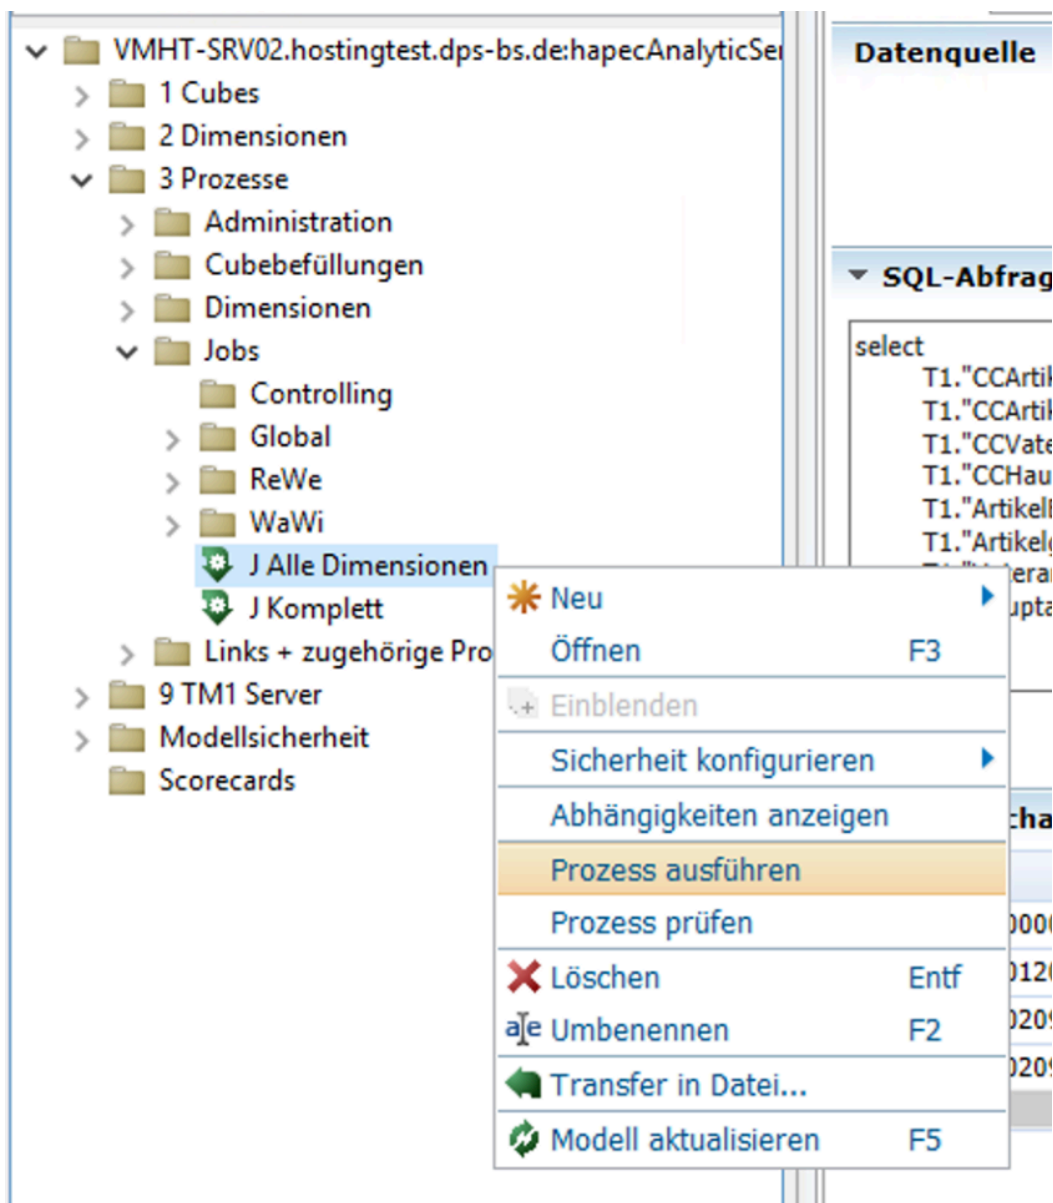 VMHT-SRV02.hostingtest.dps-bs.de:hapecAnalyticSe
1 Cubes
2 Dimensionen
3 Prozesse
Administration
Cubebefüllungen
Dimensionen
Jobs
Controlling
Global
ReWe
WaWi
J Alle Dimensionen
J Komplett
Links + zugehörige Pro
9 TM1 Server
Modellsicherheit
Scorecards
Neu
Öffnen F3
Einblenden
Sicherheit konfigurieren
Abhängigkeiten anzeigen
Prozess ausführen
Prozess prüfen
Löschen Entf
Umbenennen F2
Transfer in Datei...
Modell aktualisieren F5
Datenquelle
SQL-Abfrag
select
T1."CCArtik
T1."CCArtik
T1."CCVate
T1."CCHau
T1."Artikel
T1."Artikelg